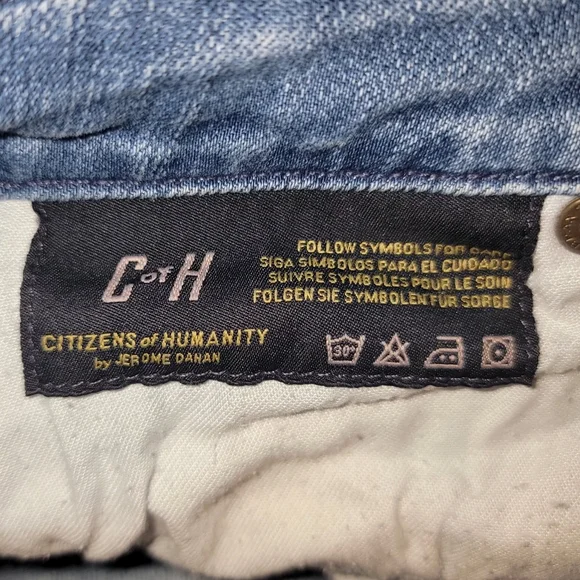 C of H
CITIZENS of HUMANITY
by JEROME DAHAN
FOLLOW SYMBOLS FOR CARE
SIGA SIMBOLOS PARA EL CUIDADO
SUIVRE SYMBOLES POUR LE SOIN
FOLGEN SIE SYMBOLEN FÜR SORGE
30°